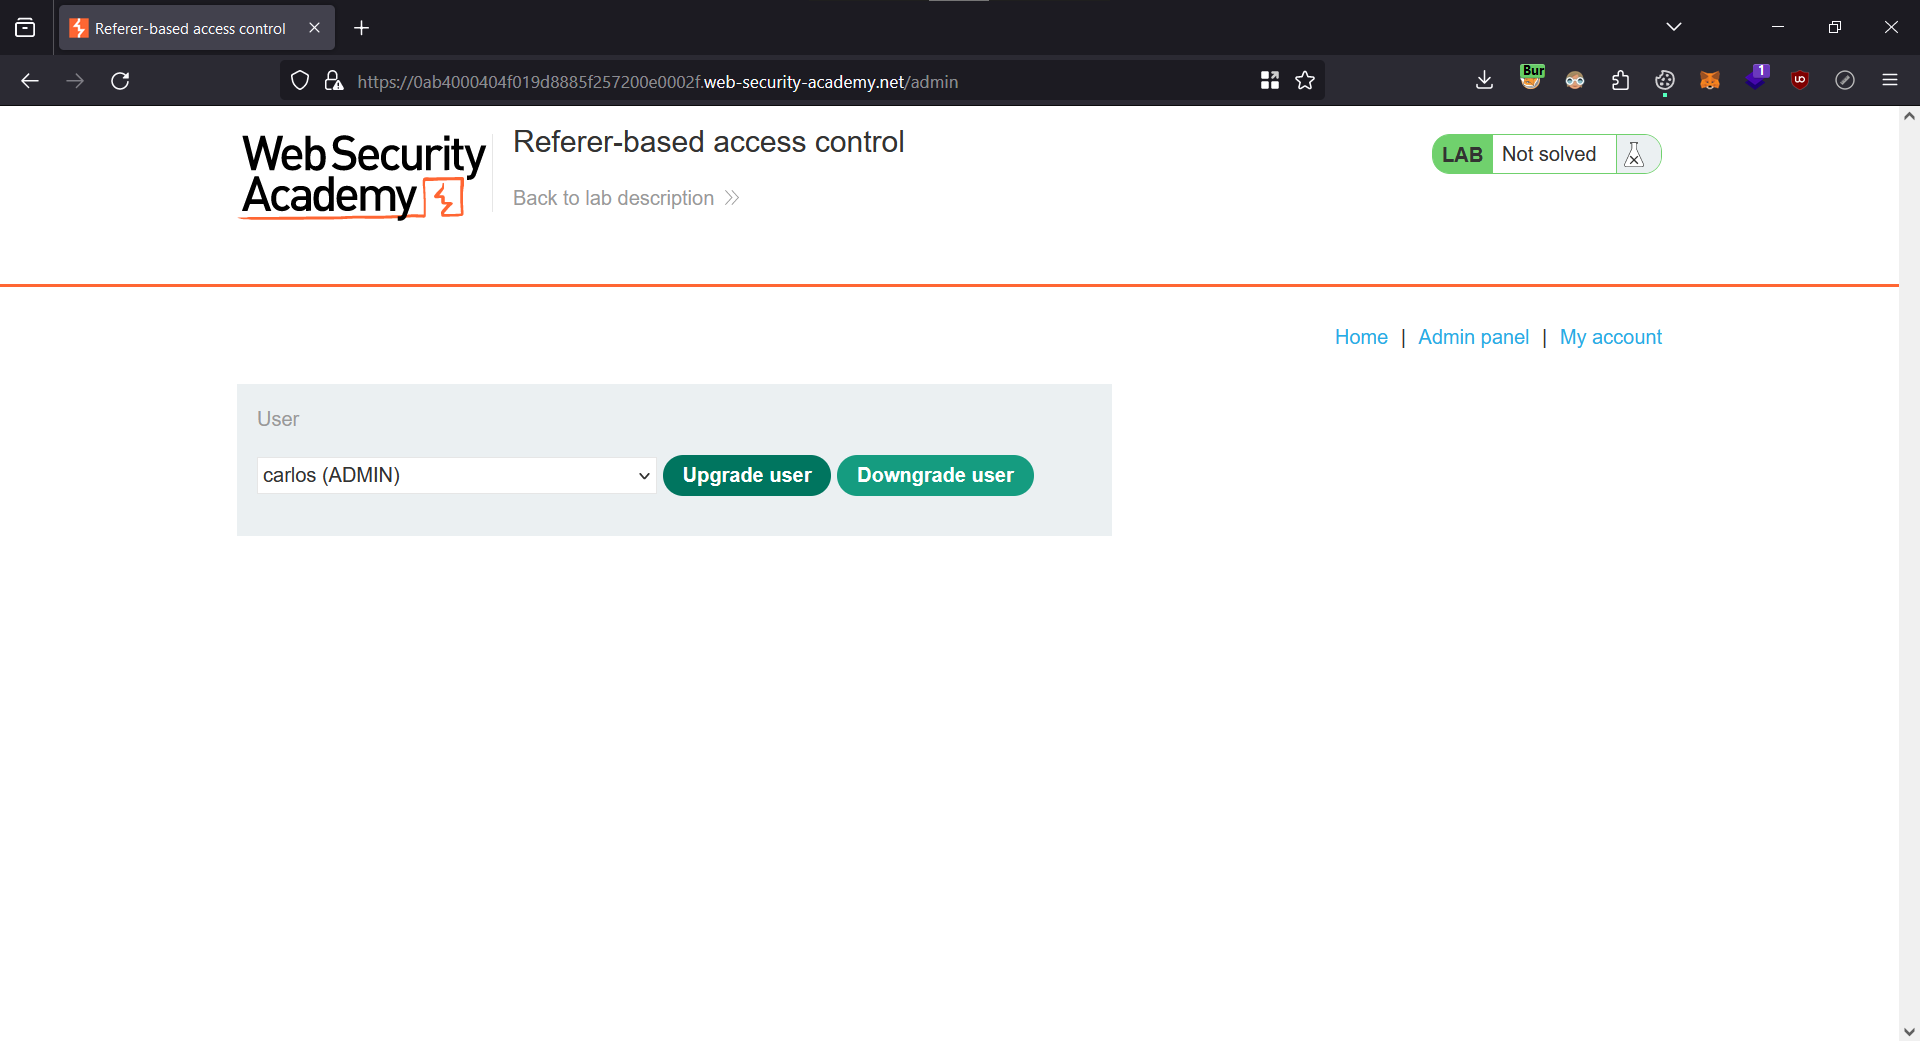 Referer-based access control
Bur
1
https://0ab4000404f019d8885f257200e0002f.web-security-academy.net/admin
Web Security
Academy
Referer-based access control
Back to lab description
LAB Not solved
Home | Admin panel | My account
User
carlos (ADMIN) Upgrade user Downgrade user